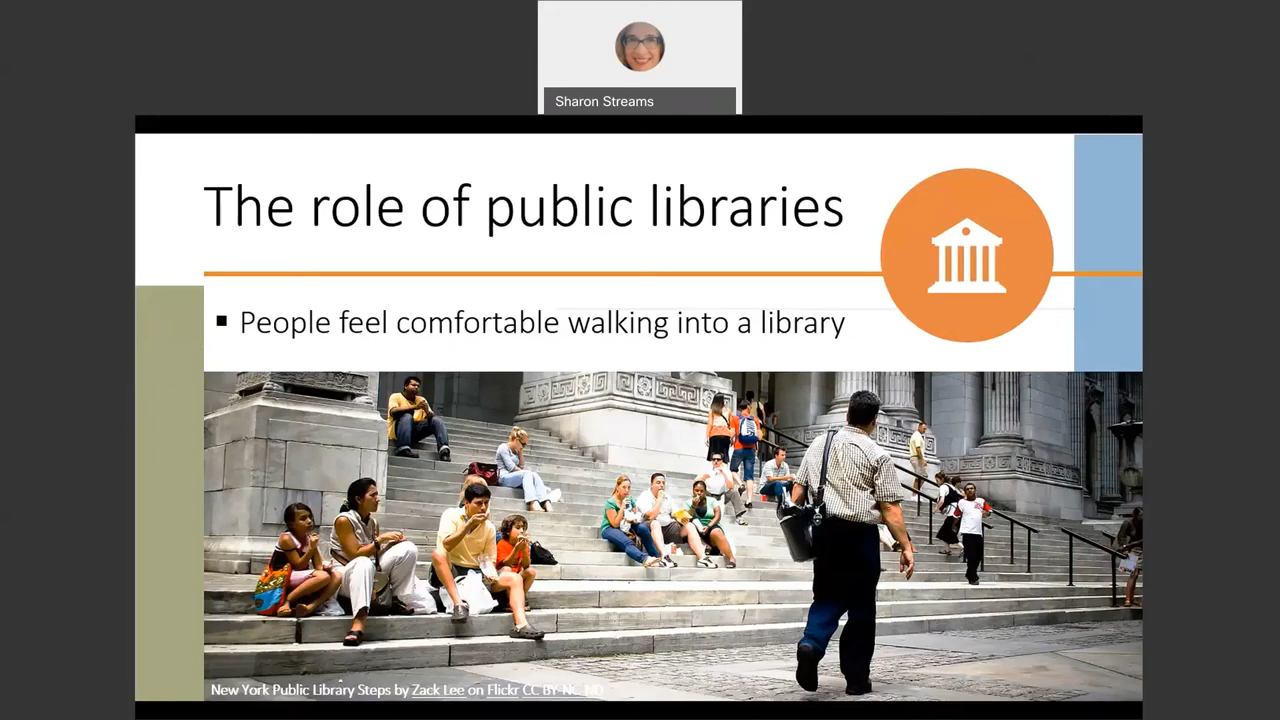 Sharon Streams
The role of public libraries
▪ People feel comfortable walking into a library
New York Public Library Steps by Zack Lee on Flickr CC BY-NC-ND